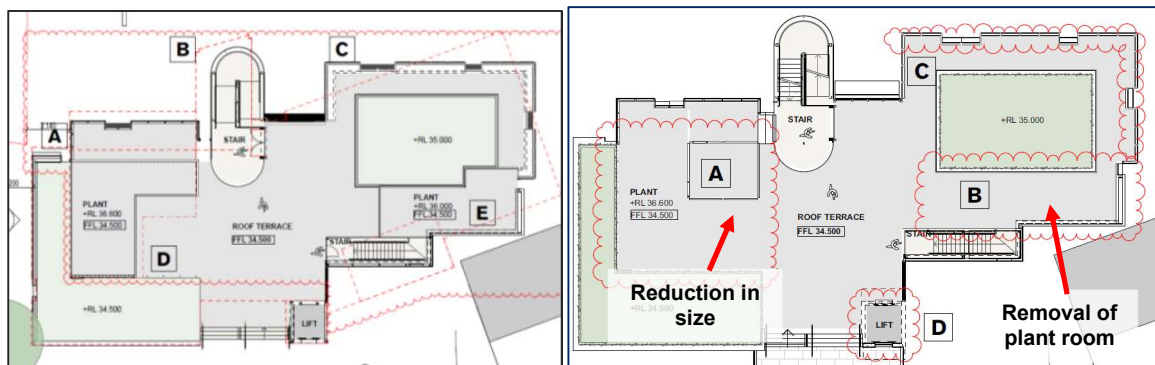 B
C
A
STAIR
+RL 35.000
PLANT
+RL 36.600
FFL 34.500
PLANT
+RL 36.000
FFL 34.500
E
ROOF TERRACE
FFL 34.500
STAIR
D
+RL 34.500
LIFT
200
C
STAIR
+RL 35.000
A
PLANT
+RL 36.600
FFL 34.500
B
ROOF TERRACE
FFL 34.500
STAIR
Reduction in
size
LIFT
D
Removal of
plant room